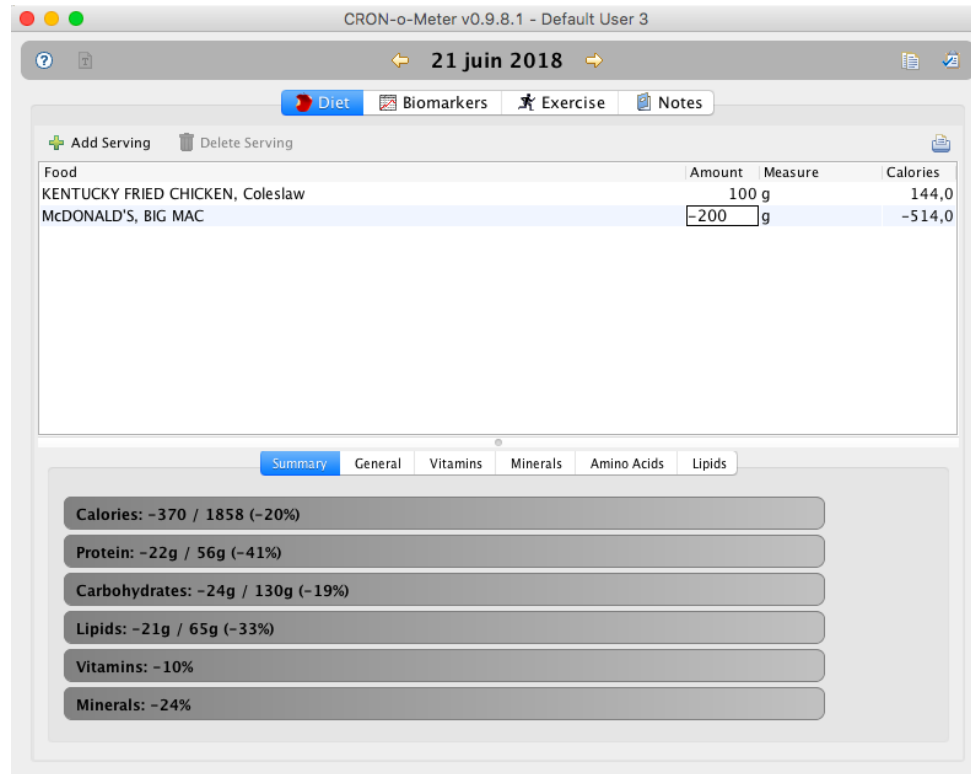 CRON-o-Meter v0.9.8.1 - Default User 3
21 juin 2018
Diet Biomarkers Exercise Notes
Add Serving Delete Serving
Food Amount Measure Calories
KENTUCKY FRIED CHICKEN, Coleslaw 100 g 144,0
McDONALD'S, BIG MAC -200 g -514,0
Summary General Vitamins Minerals Amino Acids Lipids
Calories: -370 / 1858 (-20%)
Protein: -22g / 56g (-41%)
Carbohydrates: -24g / 130g (-19%)
Lipids: -21g / 65g (-33%)
Vitamins: -10%
Minerals: -24%